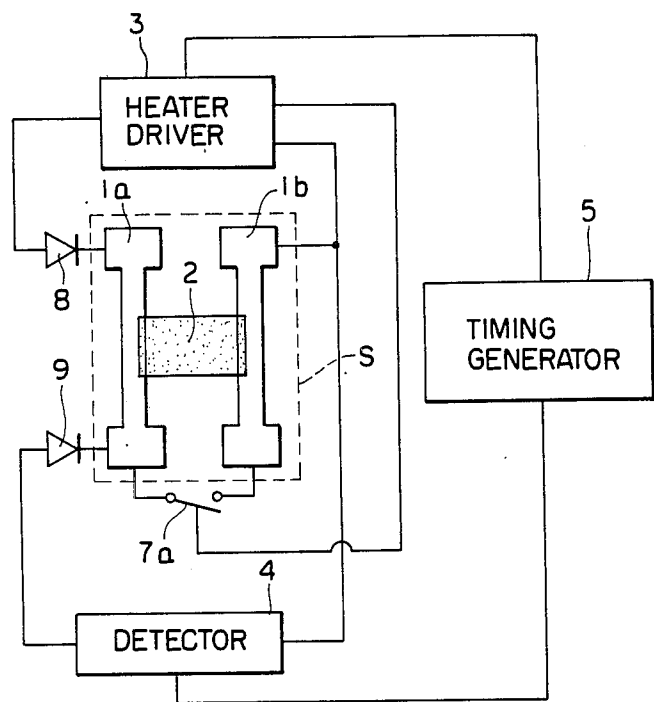 3
HEATER
DRIVER
1a
1b
5
8
2
TIMING
GENERATOR
S
9
7a
4
DETECTOR